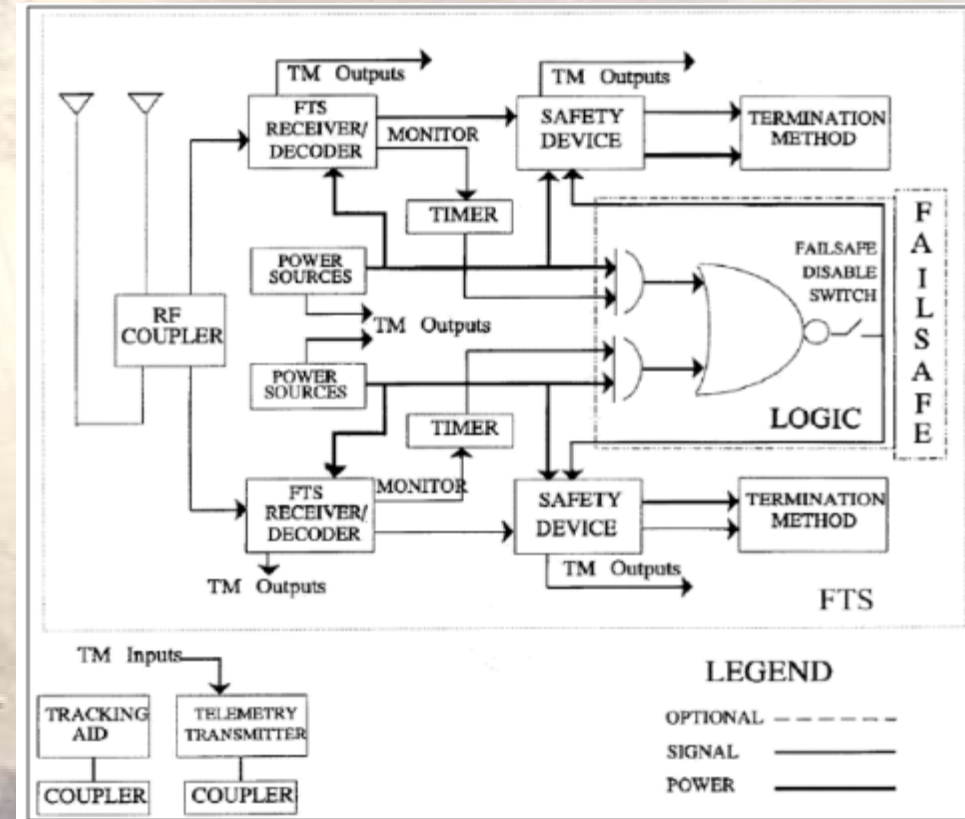 TM Outputs
TM Outputs
FTS
RECEIVER/
DECODER
MONITOR
SAFETY
DEVICE
TERMINATION
METHOD
TIMER
POWER
SOURCES
FAILSAFE
DISABLE
SWITCH
FAILSAFE
RF
COUPLER
TM Outputs
POWER
SOURCES
TIMER
LOGIC
FTS
RECEIVER/
DECODER
MONITOR
SAFETY
DEVICE
TERMINATION
METHOD
TM Outputs
TM Outputs
FTS
TM Inputs
TRACKING
AID
TELEMETRY
TRANSMITTER
COUPLER
COUPLER
LEGEND
OPTIONAL
SIGNAL
POWER